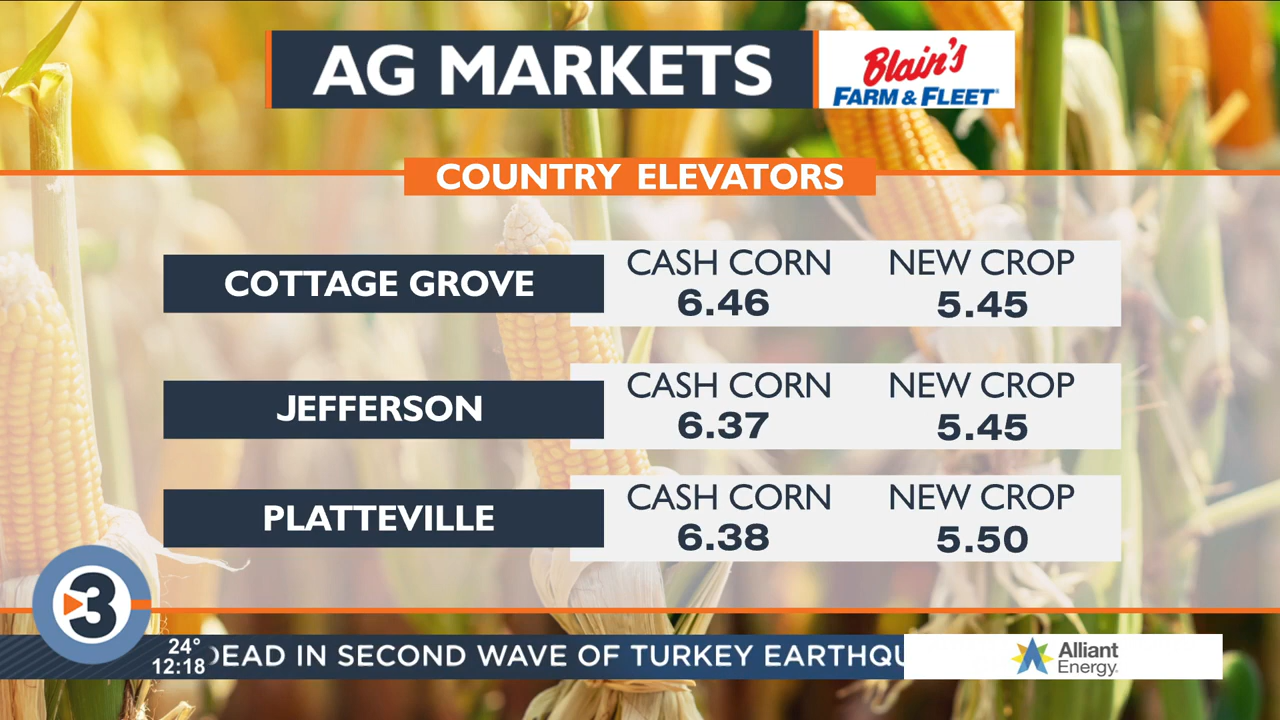 AG MARKETS
Blain's
FARM & FLEET
COUNTRY ELEVATORS
COTTAGE GROVE
CASH CORN NEW CROP
6.46 5.45
JEFFERSON
CASH CORN NEW CROP
6.37 5.45
PLATTEVILLE
CASH CORN NEW CROP
6.38 5.50
3
24°
12:18
DEAD IN SECOND WAVE OF TURKEY EARTHQU
Alliant
Energy